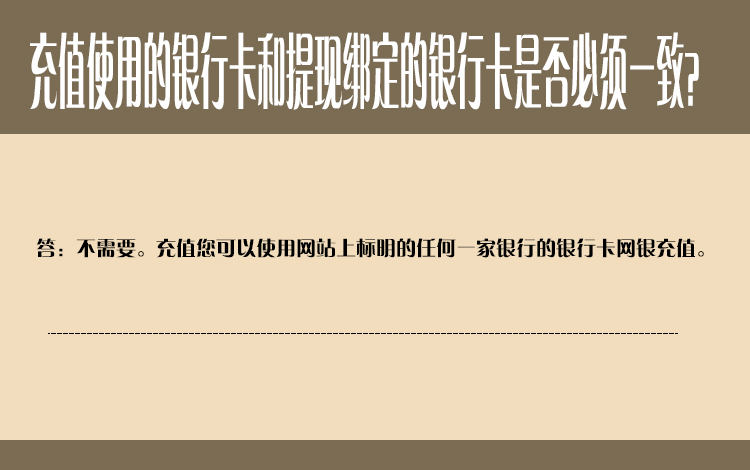 充值使用的银行卡和提现绑定的银行卡是否必须一致?
答：不需要。充值您可以使用网站上标明的任何一家银行的银行卡网银充值。